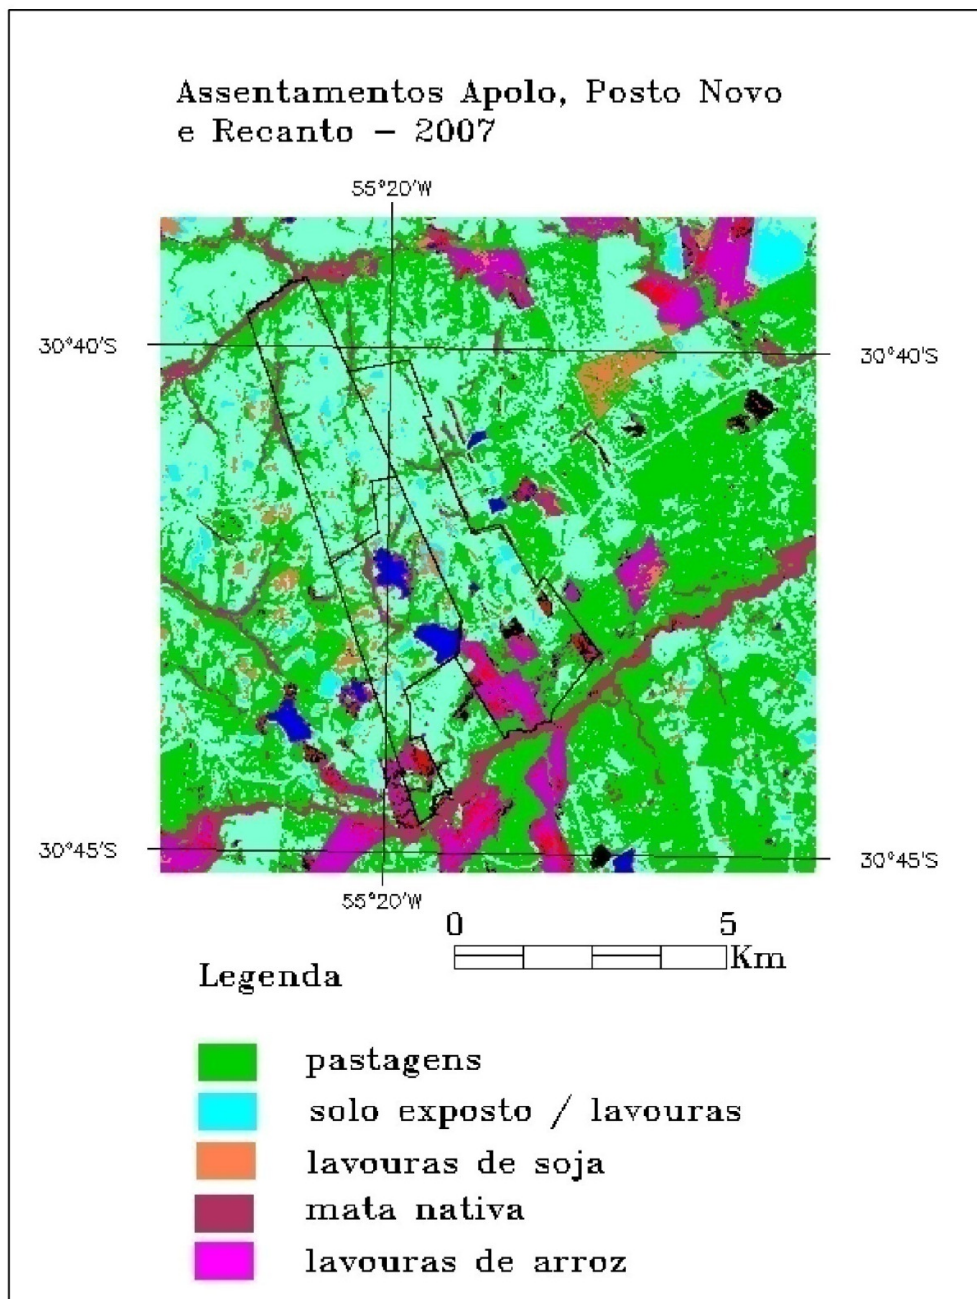 Assentamentos Apolo, Posto Novo
e Recanto – 2007
55°20'W
30°40'S
30°40'S
30°45'S
30°45'S
55°20'W
0 5
Km
Legenda
pastagens
solo exposto / lavouras
lavouras de soja
mata nativa
lavouras de arroz